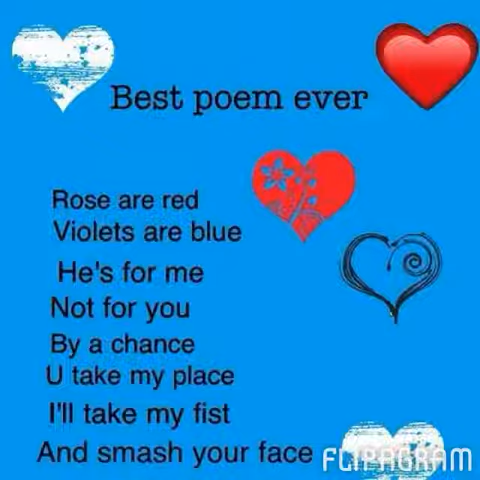 Best poem ever
Rose are red
Violets are blue
He's for me
Not for you
By a chance
U take my place
I'll take my fist
And smash your face
FLIPAGRAM